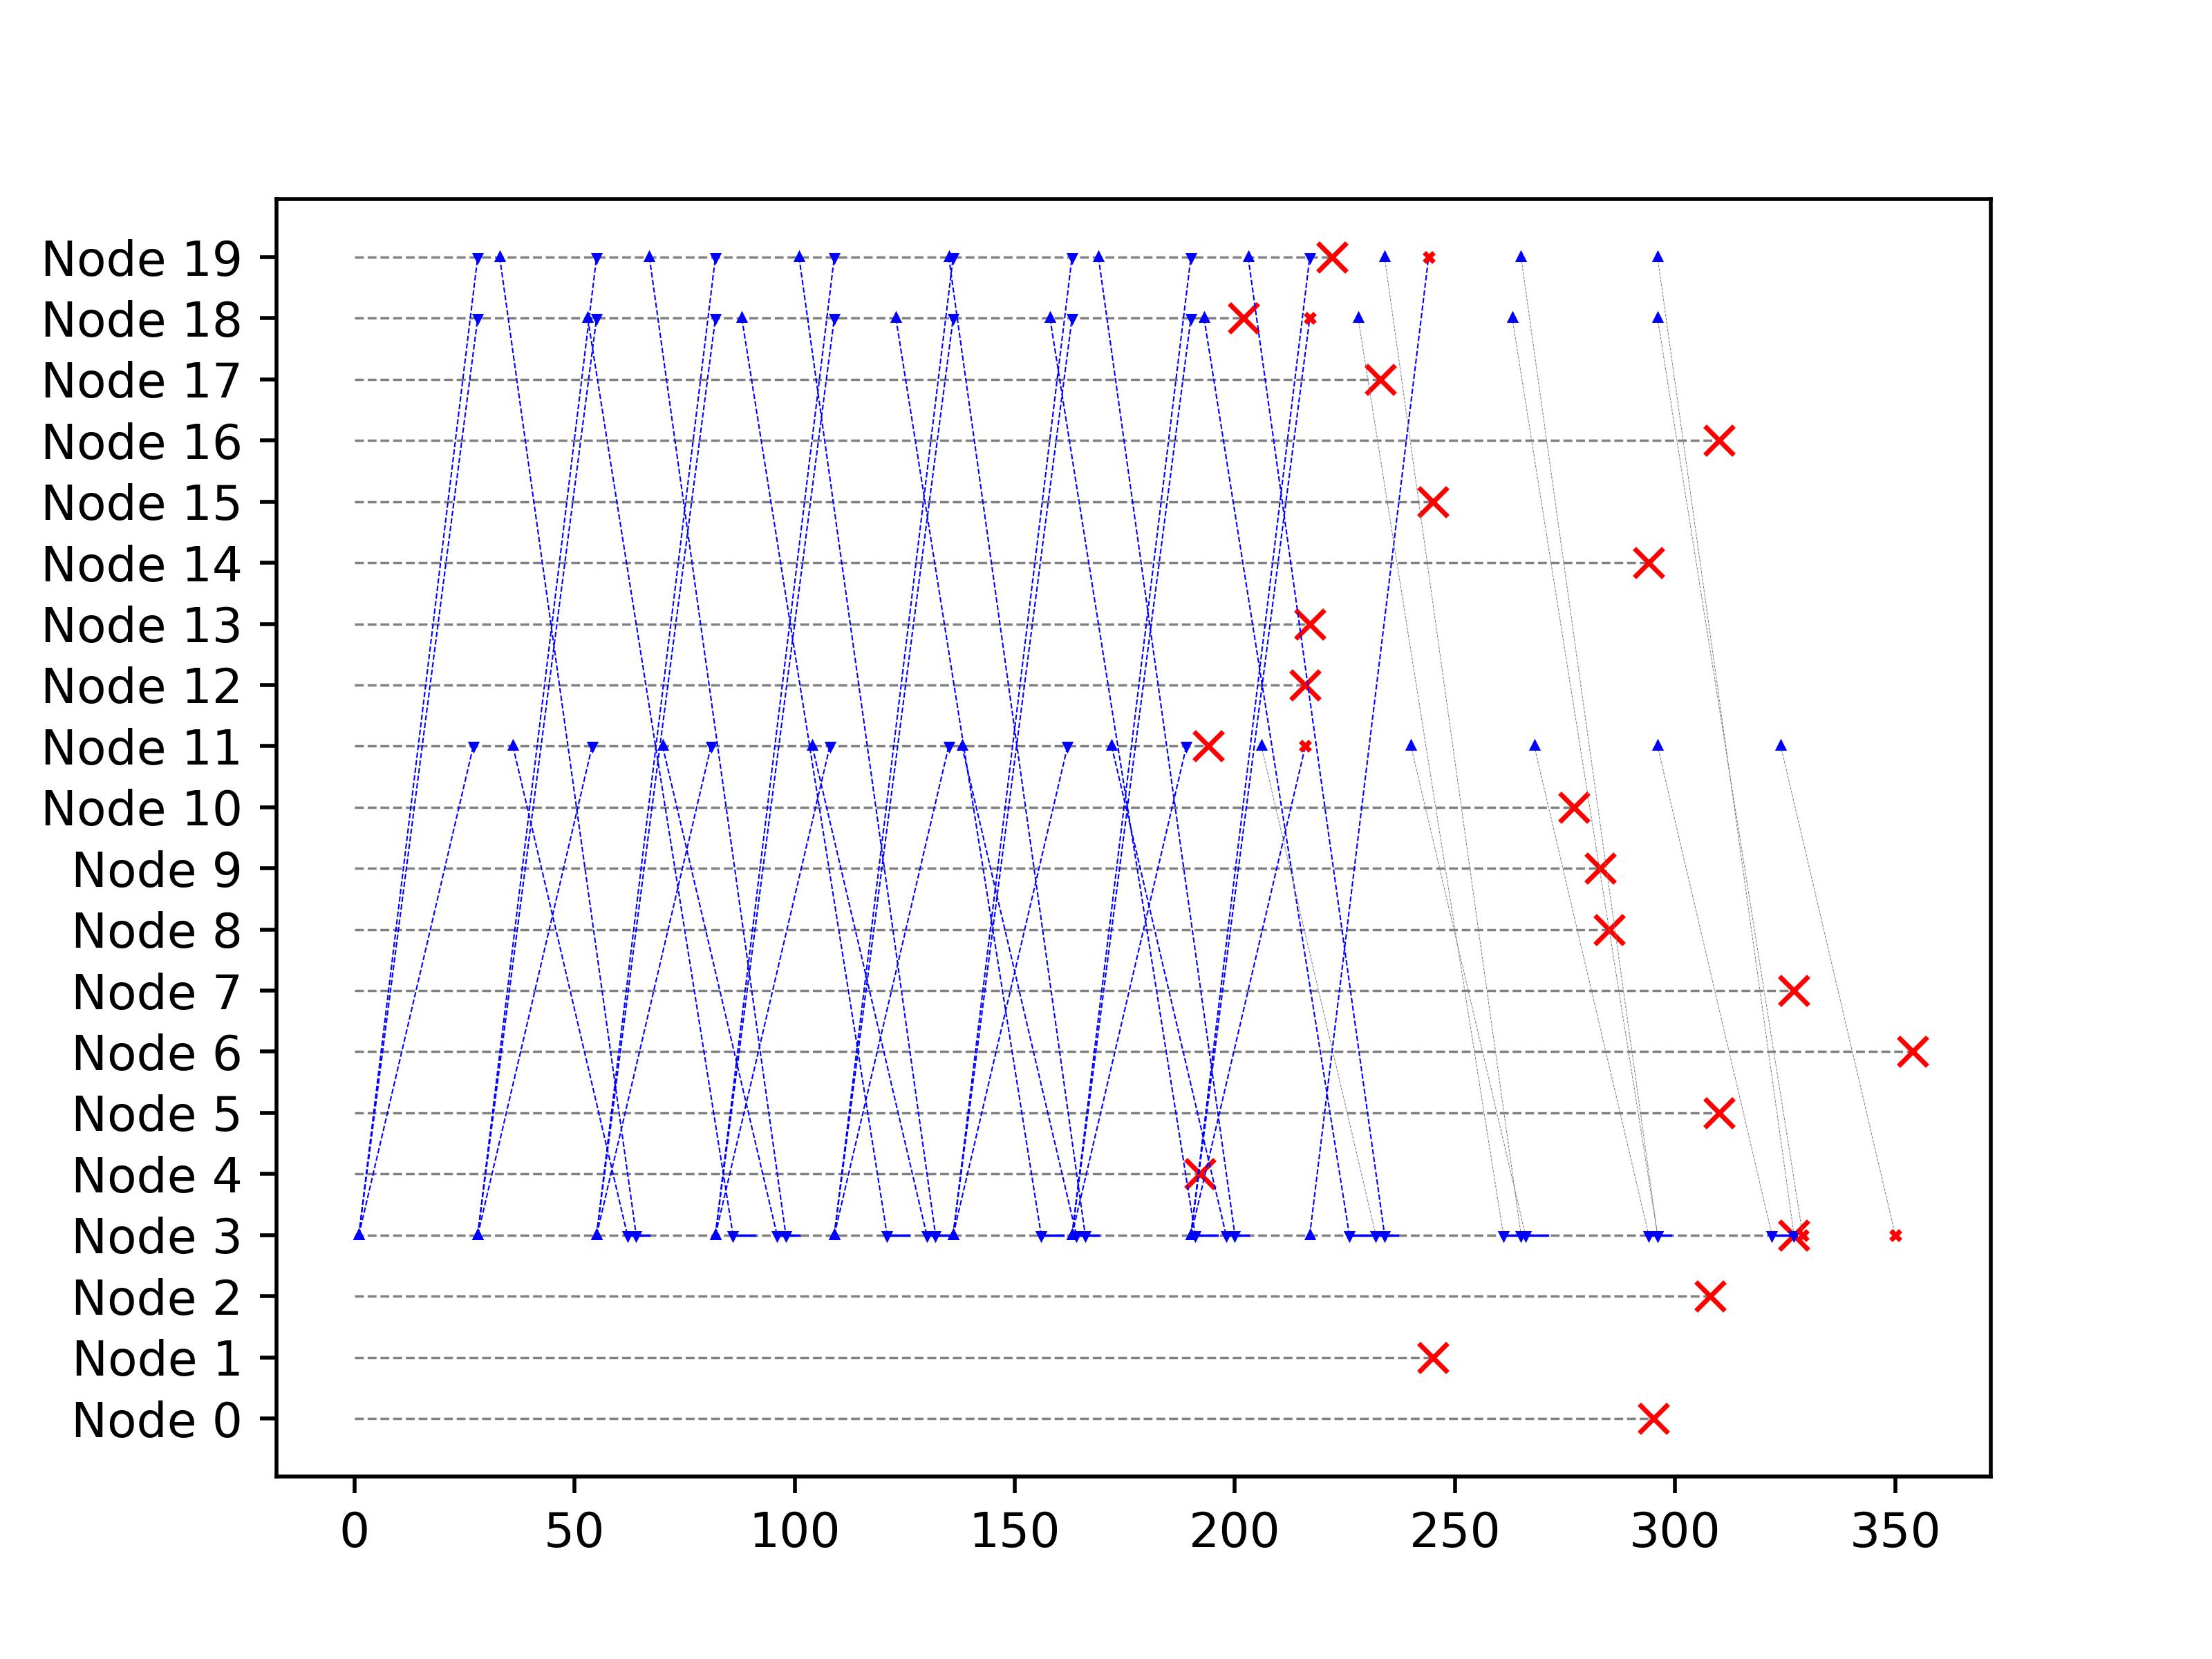 Node 19
Node 18
Node 17
Node 16
Node 15
Node 14
Node 13
Node 12
Node 11
Node 10
Node 9
Node 8
Node 7
Node 6
Node 5
Node 4
Node 3
Node 2
Node 1
Node 0
0 50 100 150 200 250 300 350